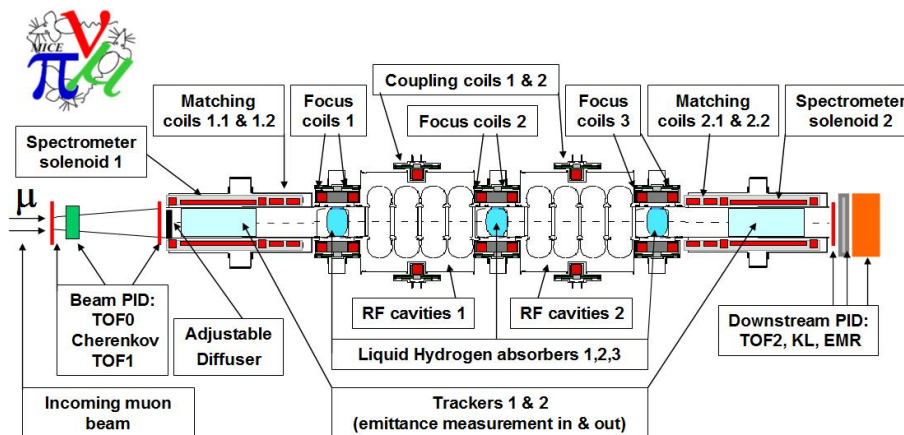 MICE
π ν μ
Coupling coils 1 & 2
Matching
coils 1.1 & 1.2
Focus
coils 1
Focus coils 2
Focus
coils 3
Matching
coils 2.1 & 2.2
Spectrometer
solenoid 2
Spectrometer
solenoid 1
μ
Beam PID:
TOF0
Cherenkov
TOF1
Adjustable
Diffuser
RF cavities 1
RF cavities 2
Downstream PID:
TOF2, KL, EMR
Liquid Hydrogen absorbers 1,2,3
Incoming muon
beam
Trackers 1 & 2
(emittance measurement in & out)